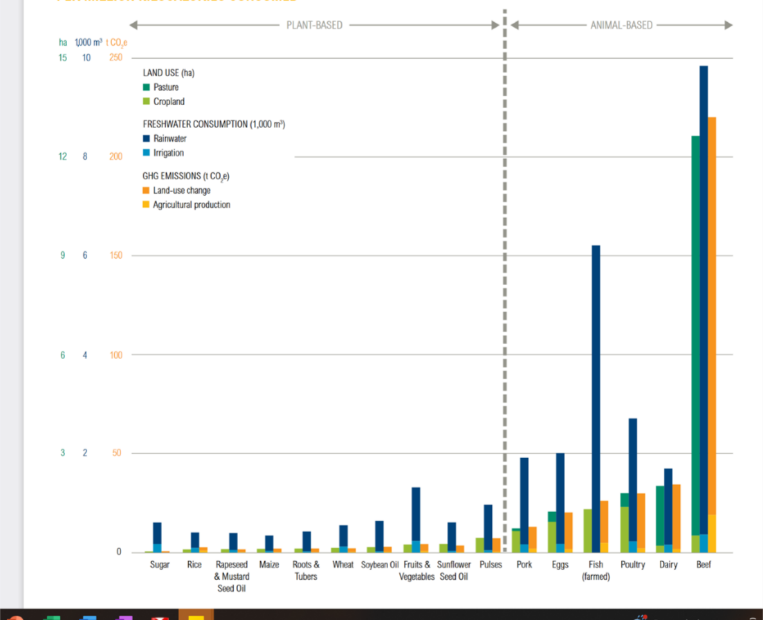 PLANT-BASED
ANIMAL-BASED
ha 1,000 m³ t CO₂e
15 10 250
LAND USE (ha)
Pasture
Cropland
FRESHWATER CONSUMPTION (1,000 m³)
Rainwater
12 8 200
Irrigation
GHG EMISSIONS (t CO₂e)
Land-use change
Agricultural production
9 6 150
6 4 100
3 2 50
0
Sugar Rice Rapeseed & Mustard Seed Oil Maize Roots & Tubers Wheat Soybean Oil Fruits & Vegetables Sunflower Seed Oil Pulses Pork Eggs Fish (farmed) Poultry Dairy Beef